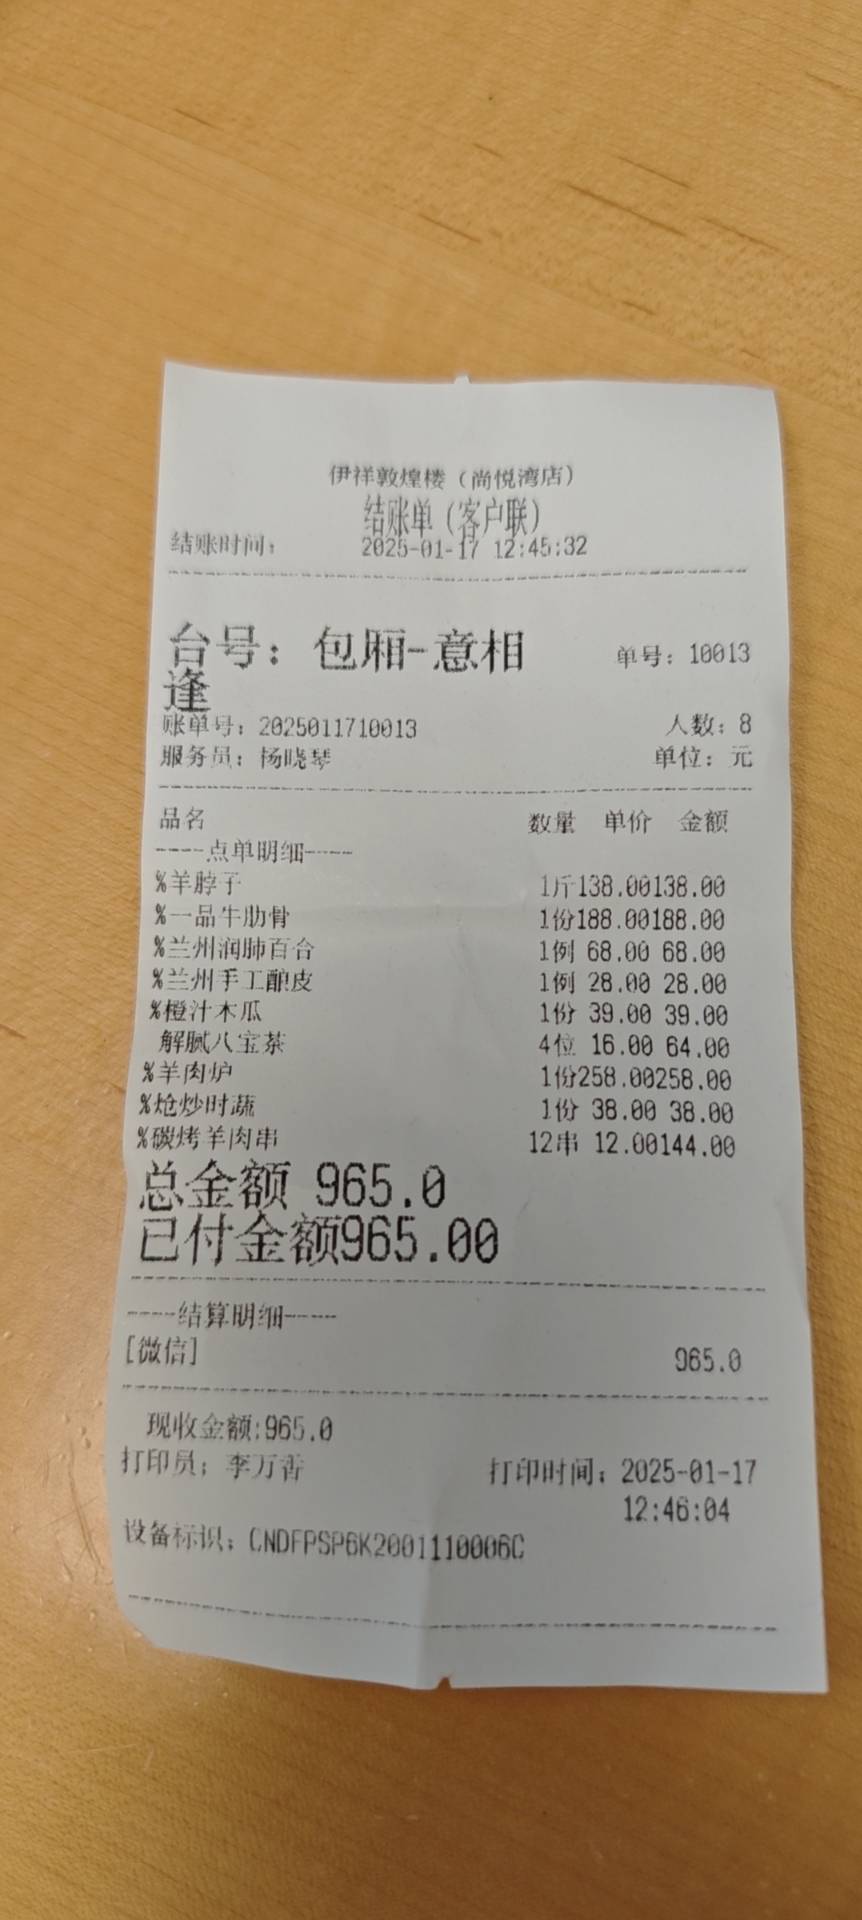 伊祥敦煌楼（尚悦湾店）
结账单（客户联）
结账时间： 2025-01-17 12:45:32
台号：包厢-意相 单号：10013
逢
账单号：2025011710013 人数：8
服务员：杨晓琴 单位：元
品名 数量 单价 金额
----点单明细----
%羊脖子 1斤138.00138.00
%一品牛肋骨 1份188.00188.00
%兰州润肺百合 1例 68.00 68.00
%兰州手工酿皮 1例 28.00 28.00
%橙汁木瓜 1份 39.00 39.00
解腻八宝茶 4位 16.00 64.00
%羊肉炉 1份258.00258.00
%炝炒时蔬 1份 38.00 38.00
%碳烤羊肉串 12串 12.00144.00
总金额 965.0
已付金额965.00
----结算明细----
[微信] 965.0
现收金额:965.0
打印员：李万香 打印时间：2025-01-17
12:46:04
设备标识：CNDFPSP6K2001110006C